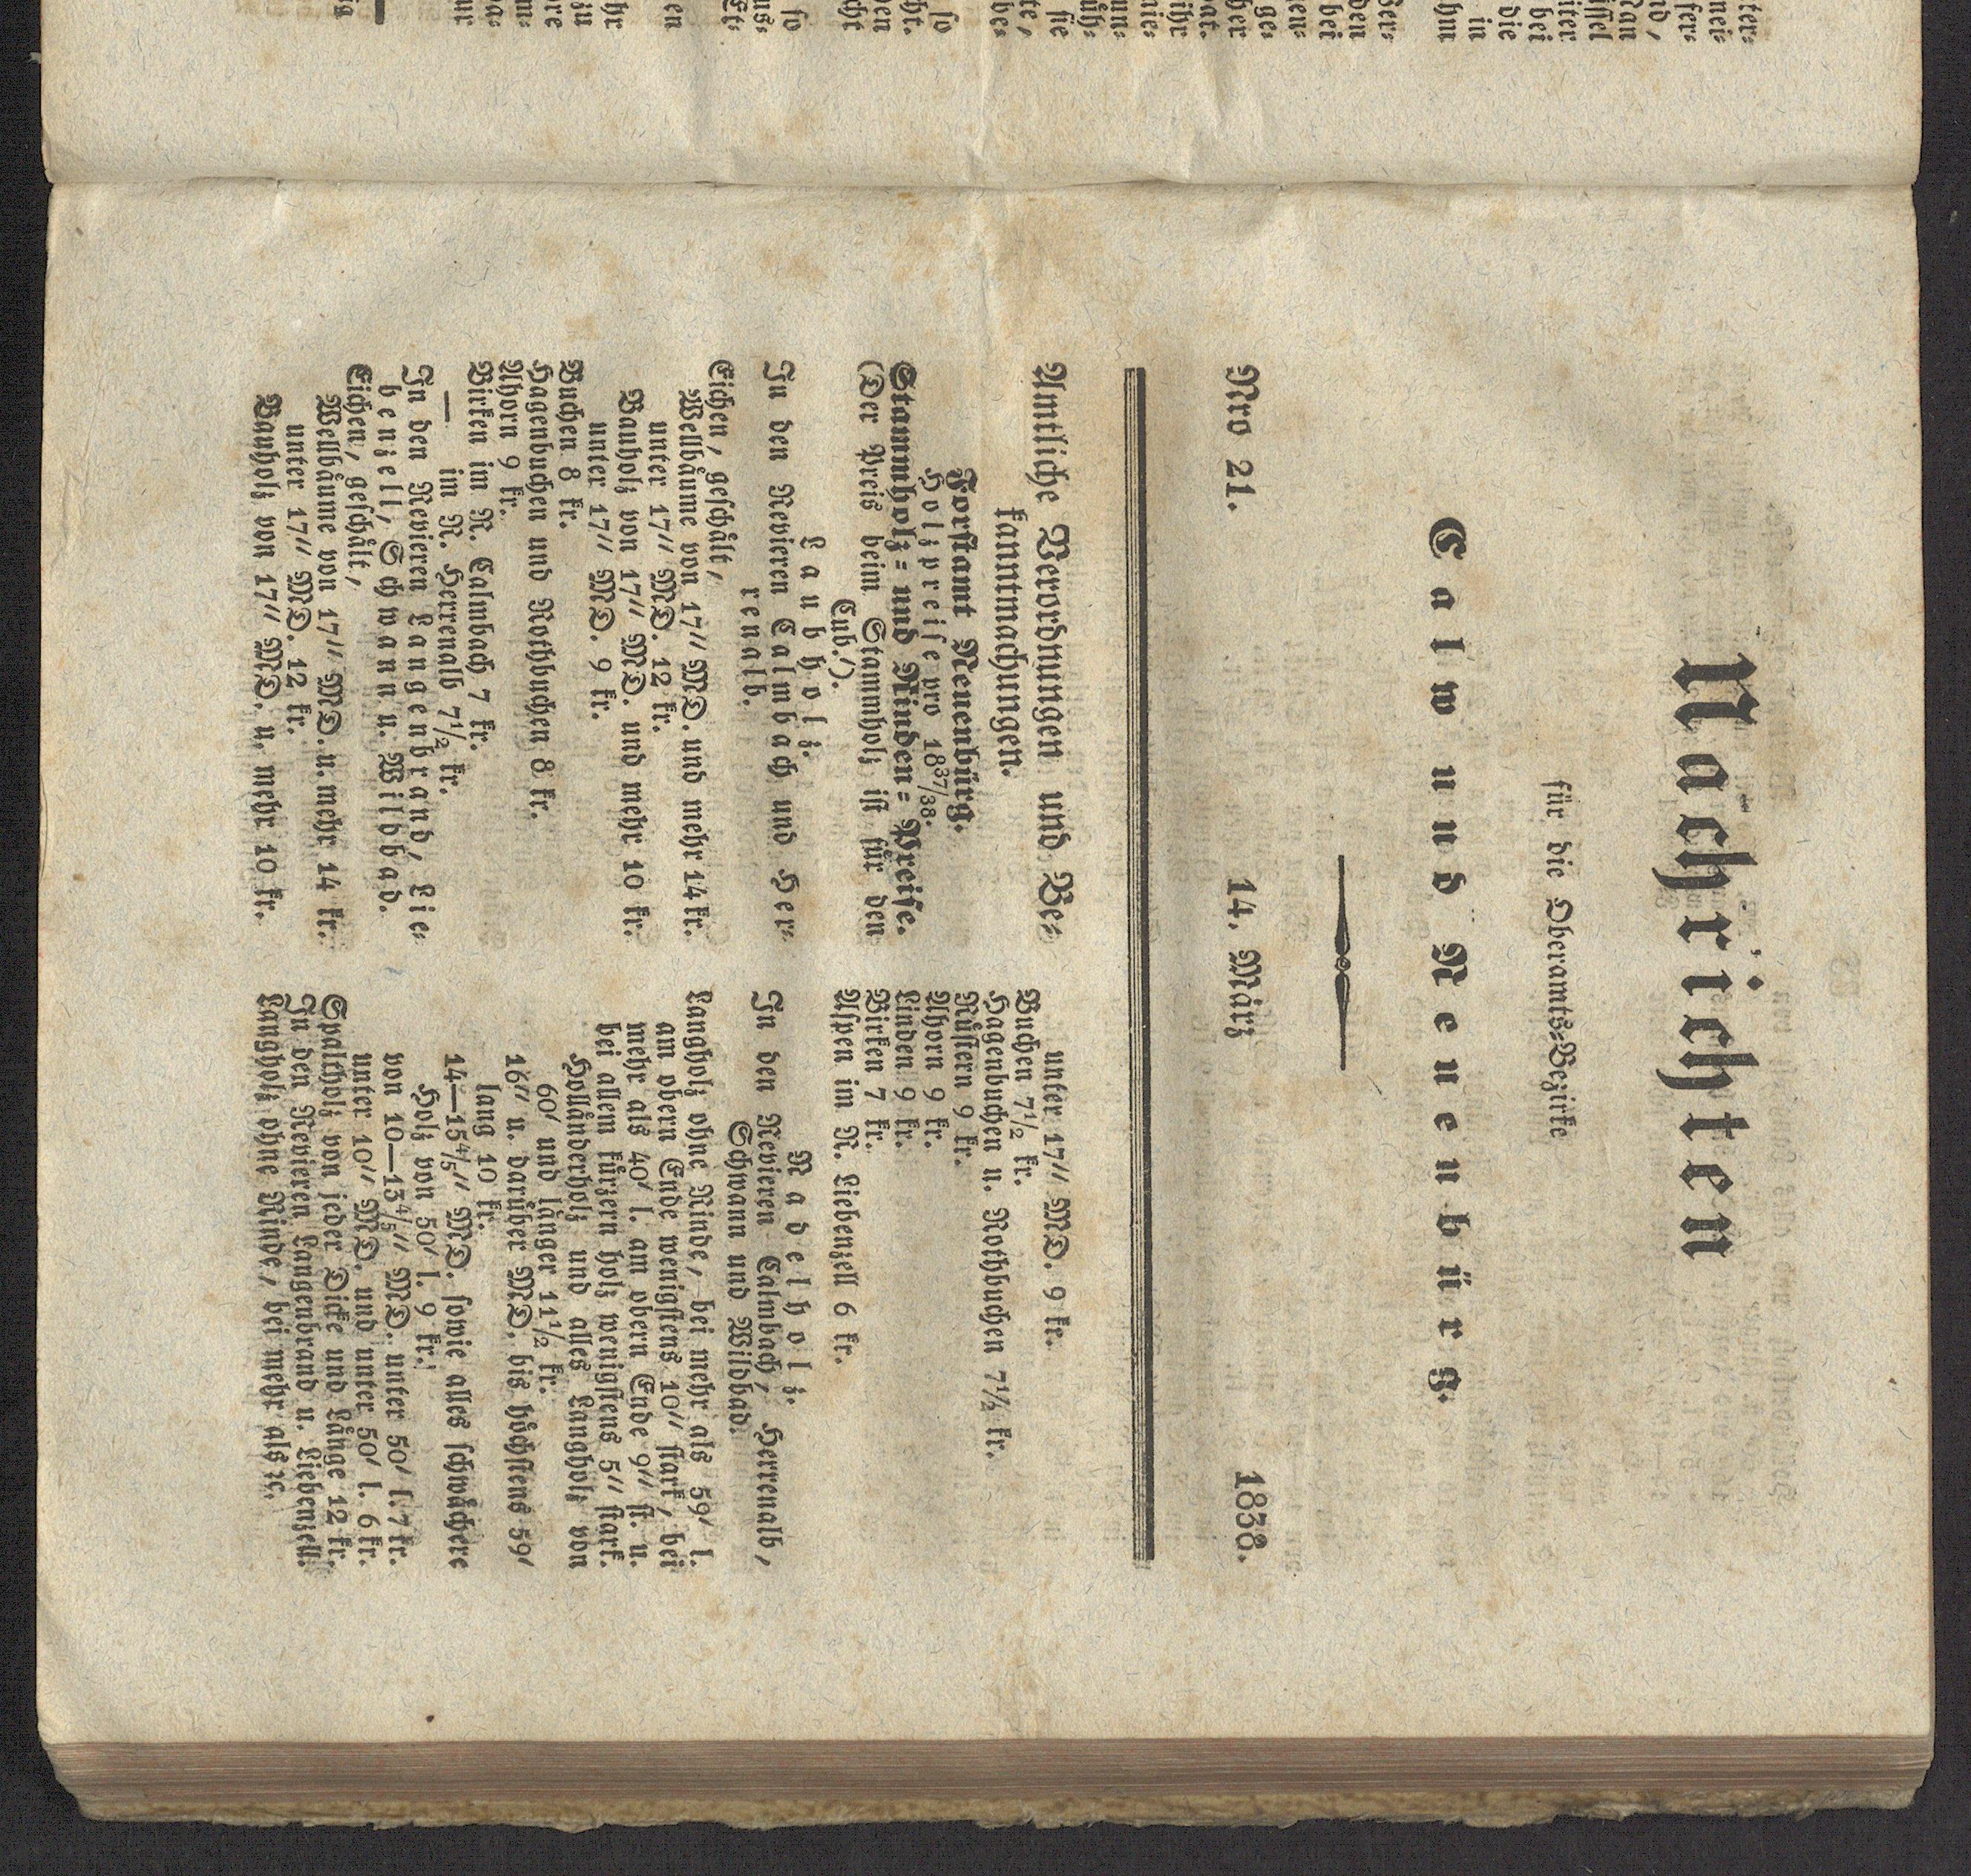 Nachrichten
für die Oberamts-Bezirke
Calw und Neuenbürg.
Nro 21. 14. März 1838.
Amtliche Verordnungen und Be-
kanntmachungen.
Forstamt Neuenbürg.
Holzpreise pro 18³⁷/₃₈.
Stammholz- und Rinden-Preise.
(Der Preis beim Stammholz ist für den
Cub.').
Laubholz.
In den Revieren Calmbach und Her-
renalb.
Eichen, geschält,
Wellbäume von 17'' MD. und mehr 14 kr.
unter 17'' MD. 12 kr.
Bauholz von 17'' MD. und mehr 10 kr.
unter 17'' MD. 9 kr.
Buchen 8 kr.
Hagenbuchen und Rothbuchen 8 kr.
Ahorn 9 kr.
Birken im R. Calmbach 7 kr.
— im R. Herrenalb 7½ kr.
In den Revieren Langenbrand, Lie-
benzell, Schwann u. Wildbad.
Eichen, geschält,
Wellbäume von 17'' MD. u. mehr 14 kr.
unter 17'' MD. 12 kr.
Bauholz von 17'' MD. u. mehr 10 kr.
unter 17'' MD. 9 kr.
Buchen 7½ kr.
Hagenbuchen u. Rothbuchen 7½ kr.
Rüstern 9 kr.
Ahorn 9 kr.
Linden 9 kr.
Birken 7 kr.
Aspen im R. Liebenzell 6 kr.
Nadelholz.
In den Revieren Calmbach, Herrenalb,
Schwann und Wildbad.
Langholz ohne Rinde, bei mehr als 59' l.
am obern Ende wenigstens 10'' stark, bei
mehr als 40' l. am obern Ende 9'' st. u.
bei allem kürzern holz wenigstens 5'' stark.
Holländerholz und alles Langholz von
60' und länger 11½ kr.
16'' u. darüber MD. bis höchstens 59'
lang 10 kr.
14—15⁴/₅'' MD. sowie alles schwächere
Holz von 50' l. 9 kr.
von 10—13⁴/₅'' MD. unter 50' l. 7 kr.
unter 10'' MD. und unter 50' l. 6 kr.
Spaltholz von jeder Dicke und Länge 12 kr.
In den Revieren Langenbrand u. Liebenzell.
Langholz ohne Rinde, bei mehr als ꝛc.